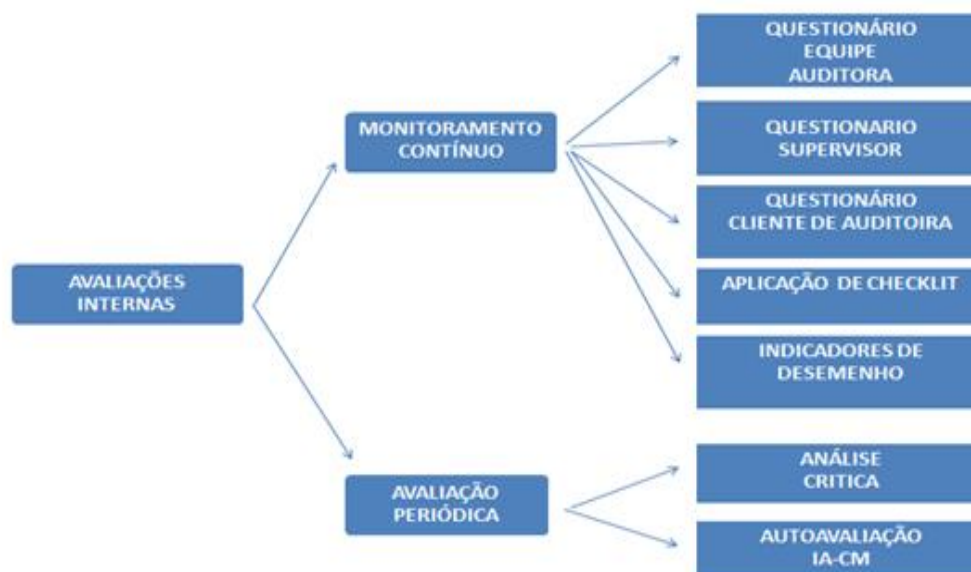 AVALIAÇÕES
INTERNAS
MONITORAMENTO
CONTÍNUO
QUESTIONÁRIO
EQUIPE
AUDITORA
QUESTIONARIO
SUPERVISOR
QUESTIONÁRIO
CLIENTE DE AUDITOIRA
APLICAÇÃO DE CHECKLIT
INDICADORES DE
DESEMENHO
AVALIAÇÃO
PERIÓDICA
ANÁLISE
CRITICA
AUTOAVALIAÇÃO
IA-CM